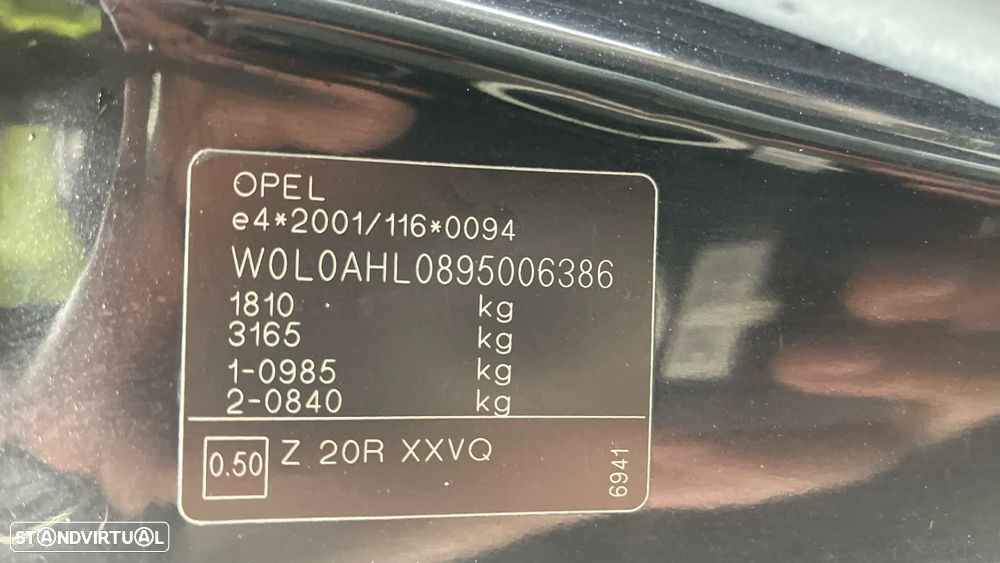 OPEL
e4*2001/116*0094
W0L0AHL0895006386
1810 kg
3165 kg
1-0985 kg
2-0840 kg
0.50 Z 20R XXVQ
6941
STANDVIRTUAL